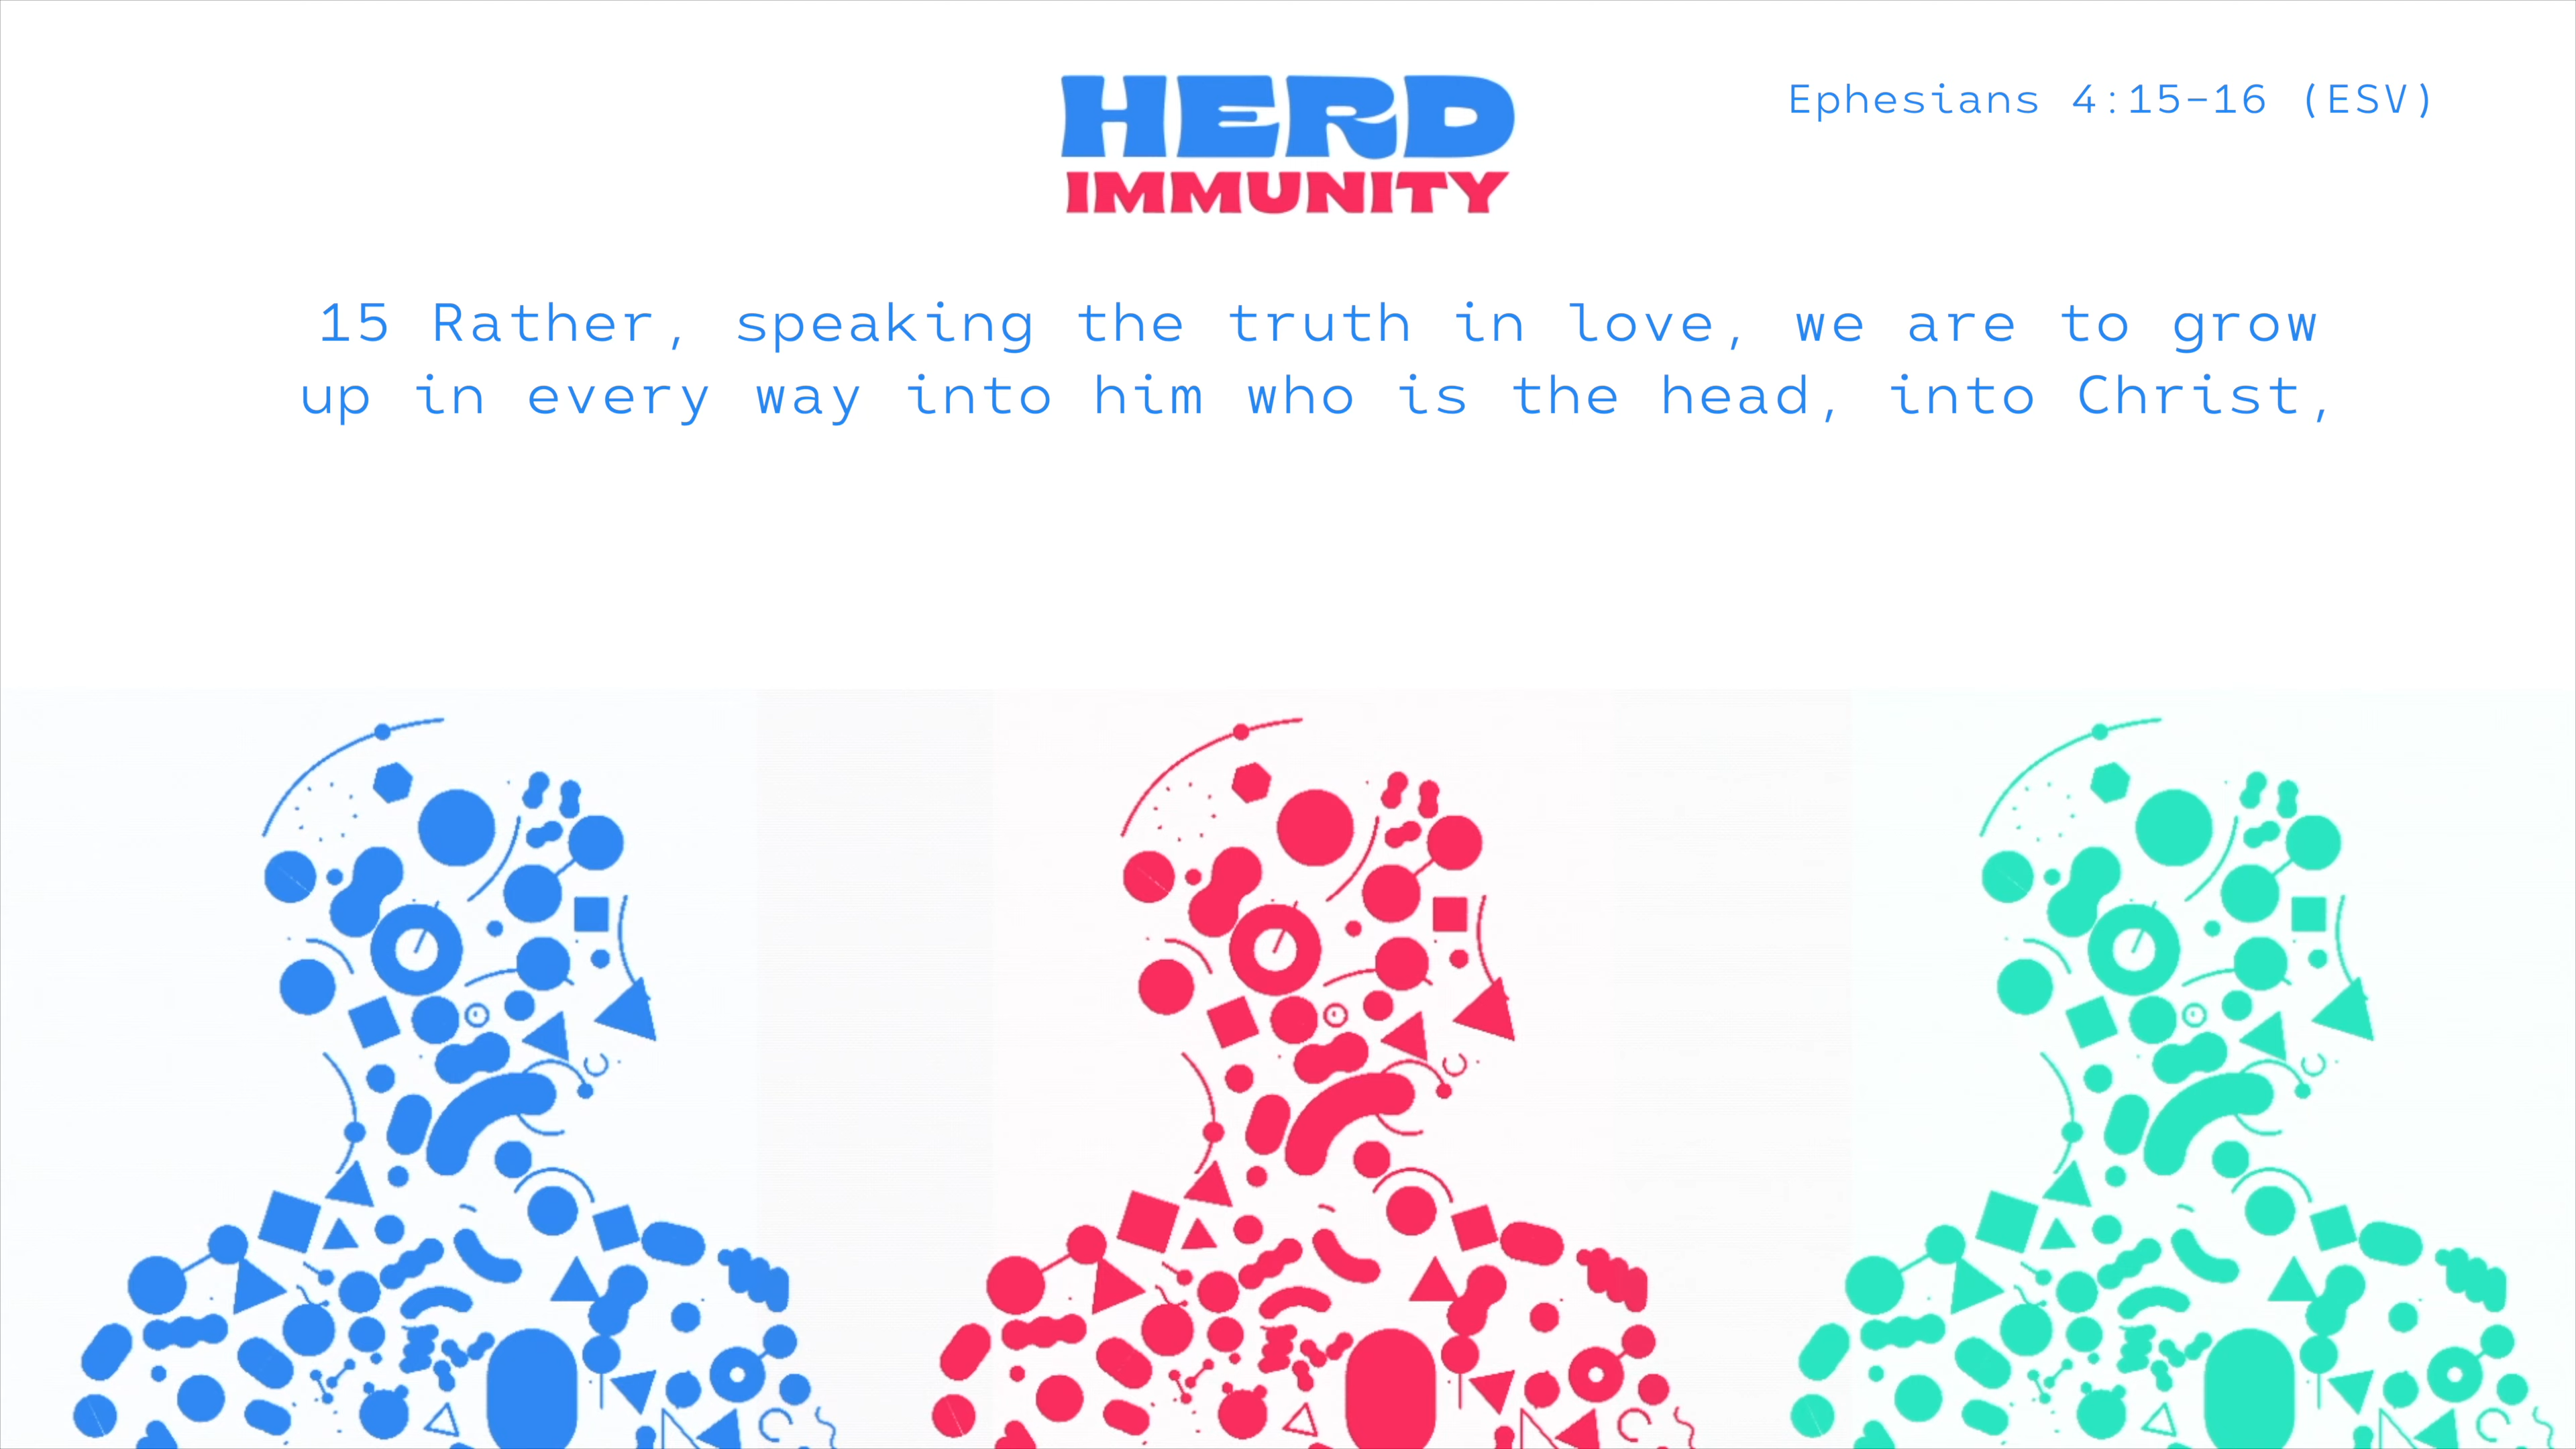 HERD
IMMUNITY
Ephesians 4:15-16 (ESV)
15 Rather, speaking the truth in love, we are to grow
up in every way into him who is the head, into Christ,